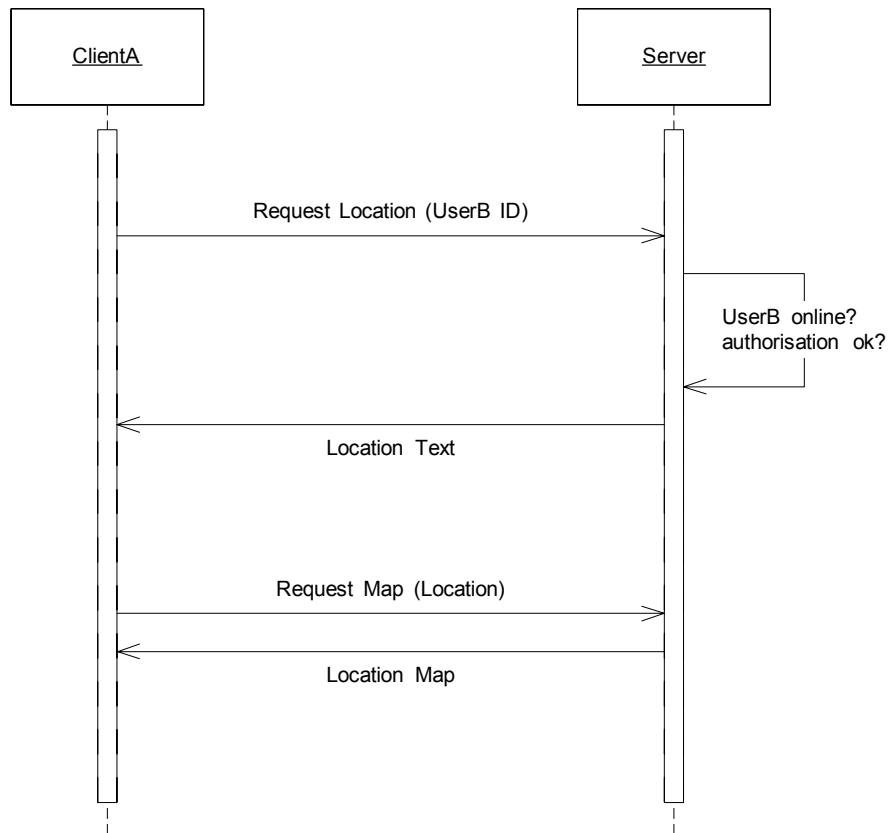 ClientA
Server
Request Location (UserB ID)
UserB online?
authorisation ok?
Location Text
Request Map (Location)
Location Map